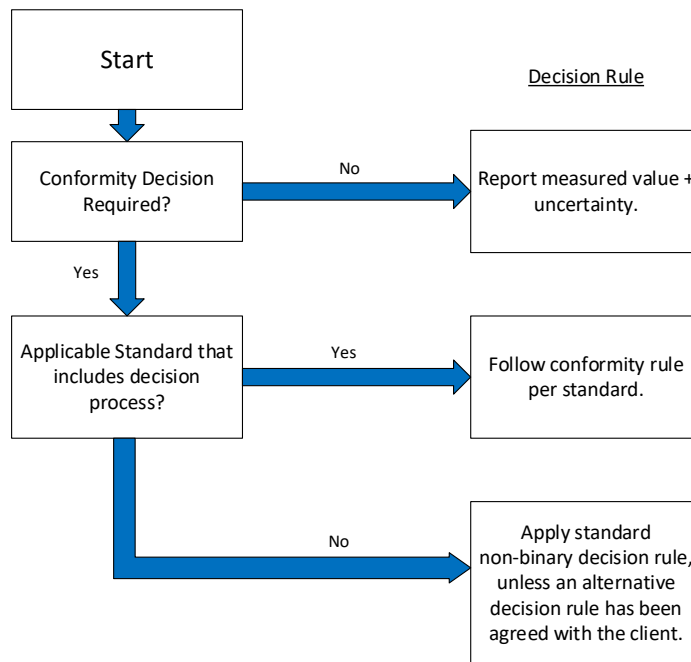 Start
Decision Rule
Conformity Decision
Required?
No
Report measured value +
uncertainty.
Yes
Applicable Standard that
includes decision
process?
Yes
Follow conformity rule
per standard.
No
Apply standard
non-binary decision rule,
unless an alternative
decision rule has been
agreed with the client.